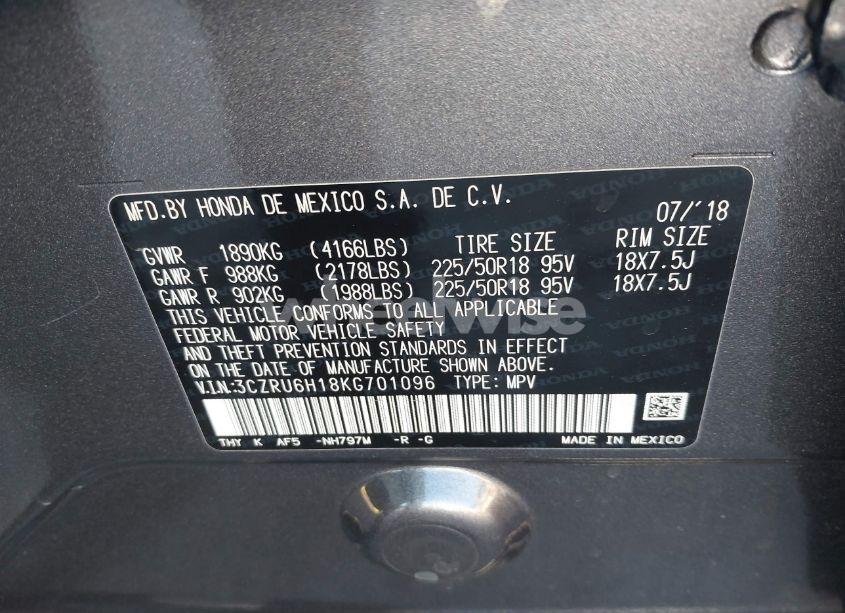 MFD.BY HONDA DE MEXICO S.A. DE C.V. 07/'18
GVWR 1890KG (4166LBS) TIRE SIZE RIM SIZE
GAWR F 988KG (2178LBS) 225/50R18 95V 18X7.5J
GAWR R 902KG (1988LBS) 225/50R18 95V 18X7.5J
THIS VEHICLE CONFORMS TO ALL APPLICABLE
FEDERAL MOTOR VEHICLE SAFETY
AND THEFT PREVENTION STANDARDS IN EFFECT
ON THE DATE OF MANUFACTURE SHOWN ABOVE.
V.I.N.:3CZRU6H18KG701096 TYPE: MPV
THY K AF5 -NH797M -R -G MADE IN MEXICO
wheelwise